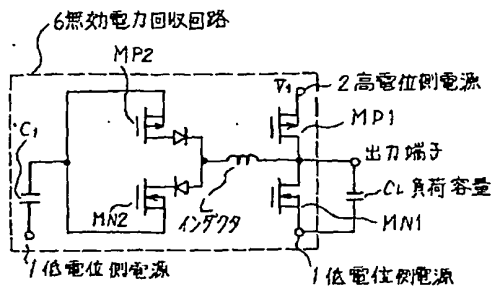 6無効電力回収回路
MP2
V1
2高電位側電源
MP1
C1
出力端子
L
インダクタ
CL負荷容量
MN2
MN1
1低電位側電源
1低電位側電源